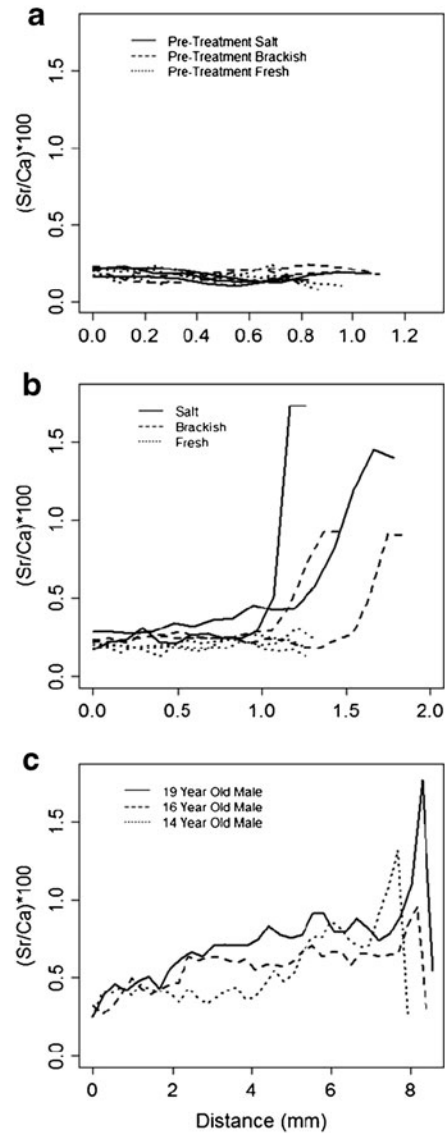 a
Pre-Treatment Salt
Pre-Treatment Brackish
Pre-Treatment Fresh
(Sr/Ca)*100
0.0 0.5 1.0 1.5
0.0 0.2 0.4 0.6 0.8 1.0 1.2
b
Salt
Brackish
Fresh
(Sr/Ca)*100
0.0 0.5 1.0 1.5
0.0 0.5 1.0 1.5 2.0
c
19 Year Old Male
16 Year Old Male
14 Year Old Male
(Sr/Ca)*100
0.0 0.5 1.0 1.5
0 2 4 6 8
Distance (mm)